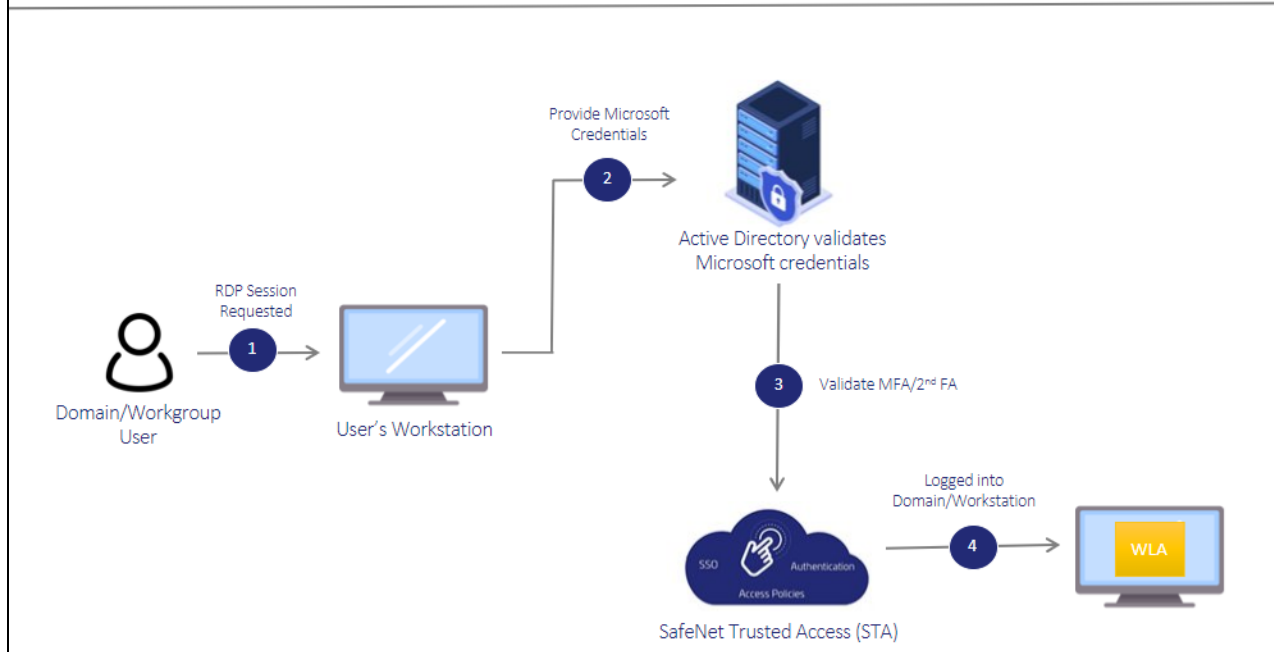 Provide Microsoft
Credentials
2
Active Directory validates
Microsoft credentials
RDP Session
Requested
1
Domain/Workgroup
User
User's Workstation
3
Validate MFA/2nd FA
Logged into
Domain/Workstation
4
WLA
SSO
Authentication
Access Policies
SafeNet Trusted Access (STA)